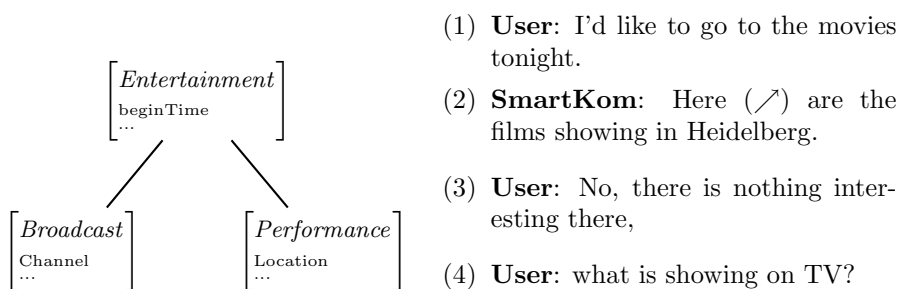 Entertainment
beginTime
...
Broadcast
Channel
...
Performance
Location
...
(1) User: I'd like to go to the movies
tonight.
(2) SmartKom: Here (↗) are the
films showing in Heidelberg.
(3) User: No, there is nothing inter-
esting there,
(4) User: what is showing on TV?